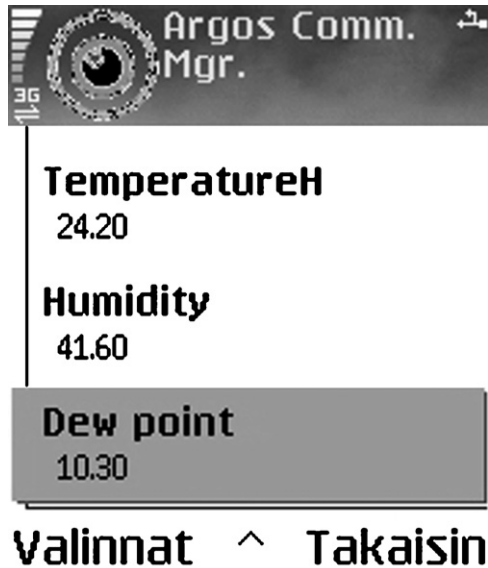 Argos Comm.
Mgr.
3G
TemperatureH
24.20
Humidity
41.60
Dew point
10.30
Valinnat ^ Takaisin